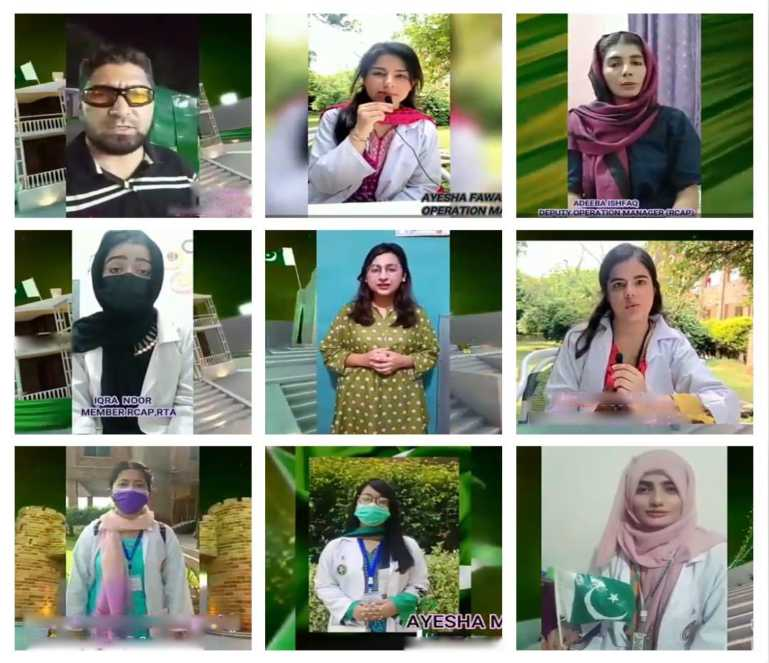 AYESHA FAWA
OPERATION MA
ADEEBA ISHFAQ
DEPUTY OPERATION MANAGER (RCAP)
IQRA NOOR
MEMBER RCAP,RTA
AYESHA M